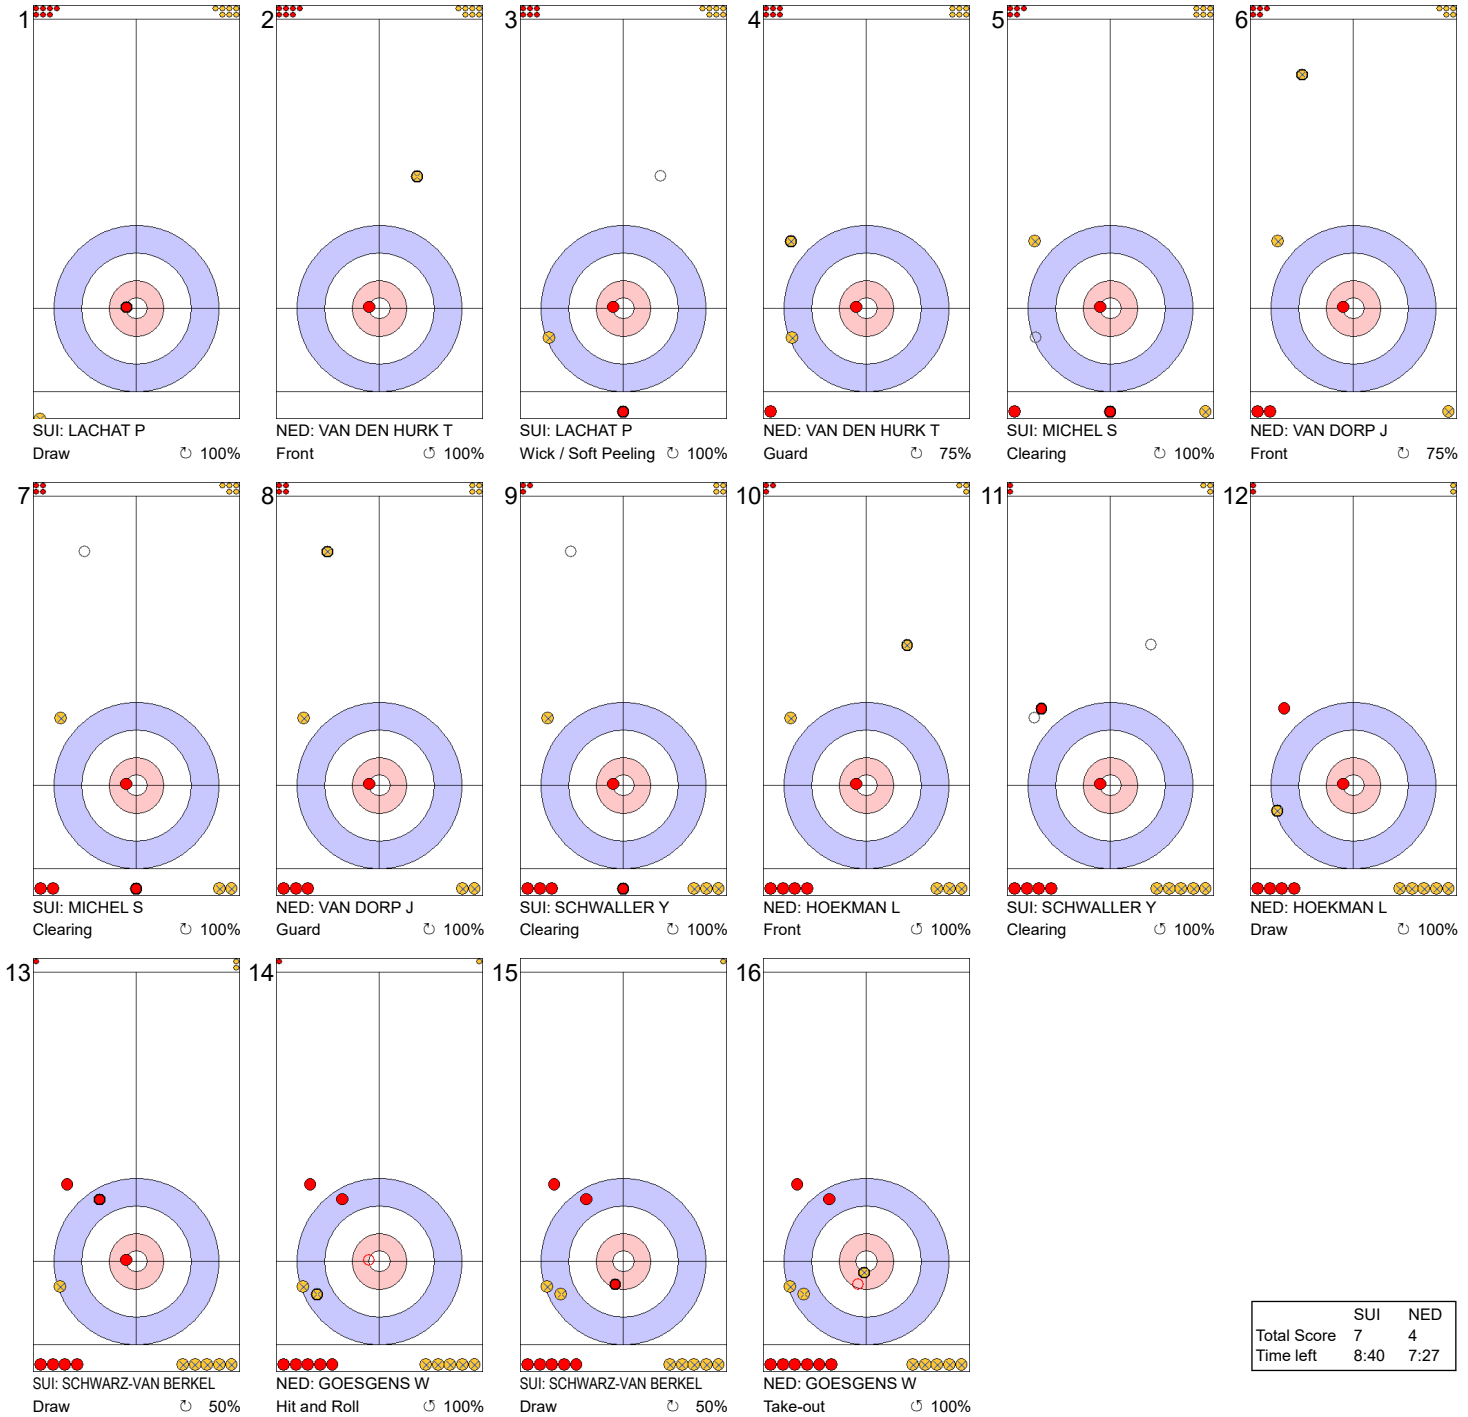 1
2
3
4
5
6
SUI: LACHAT P
Draw ↻ 100%
NED: VAN DEN HURK T
Front ↺ 100%
SUI: LACHAT P
Wick / Soft Peeling ↻ 100%
NED: VAN DEN HURK T
Guard ↺ 75%
SUI: MICHEL S
Clearing ↻ 100%
NED: VAN DORP J
Front ↺ 75%
7
8
9
10
11
12
SUI: MICHEL S
Clearing ↻ 100%
NED: VAN DORP J
Guard ↺ 100%
SUI: SCHWALLER Y
Clearing ↻ 100%
NED: HOEKMAN L
Front ↺ 100%
SUI: SCHWALLER Y
Clearing ↺ 100%
NED: HOEKMAN L
Draw ↻ 100%
13
14
15
16
SUI: SCHWARZ-VAN BERKEL
Draw ↻ 50%
NED: GOESGENS W
Hit and Roll ↺ 100%
SUI: SCHWARZ-VAN BERKEL
Draw ↻ 50%
NED: GOESGENS W
Take-out ↺ 100%
SUI NED
Total Score 7 4
Time left 8:40 7:27